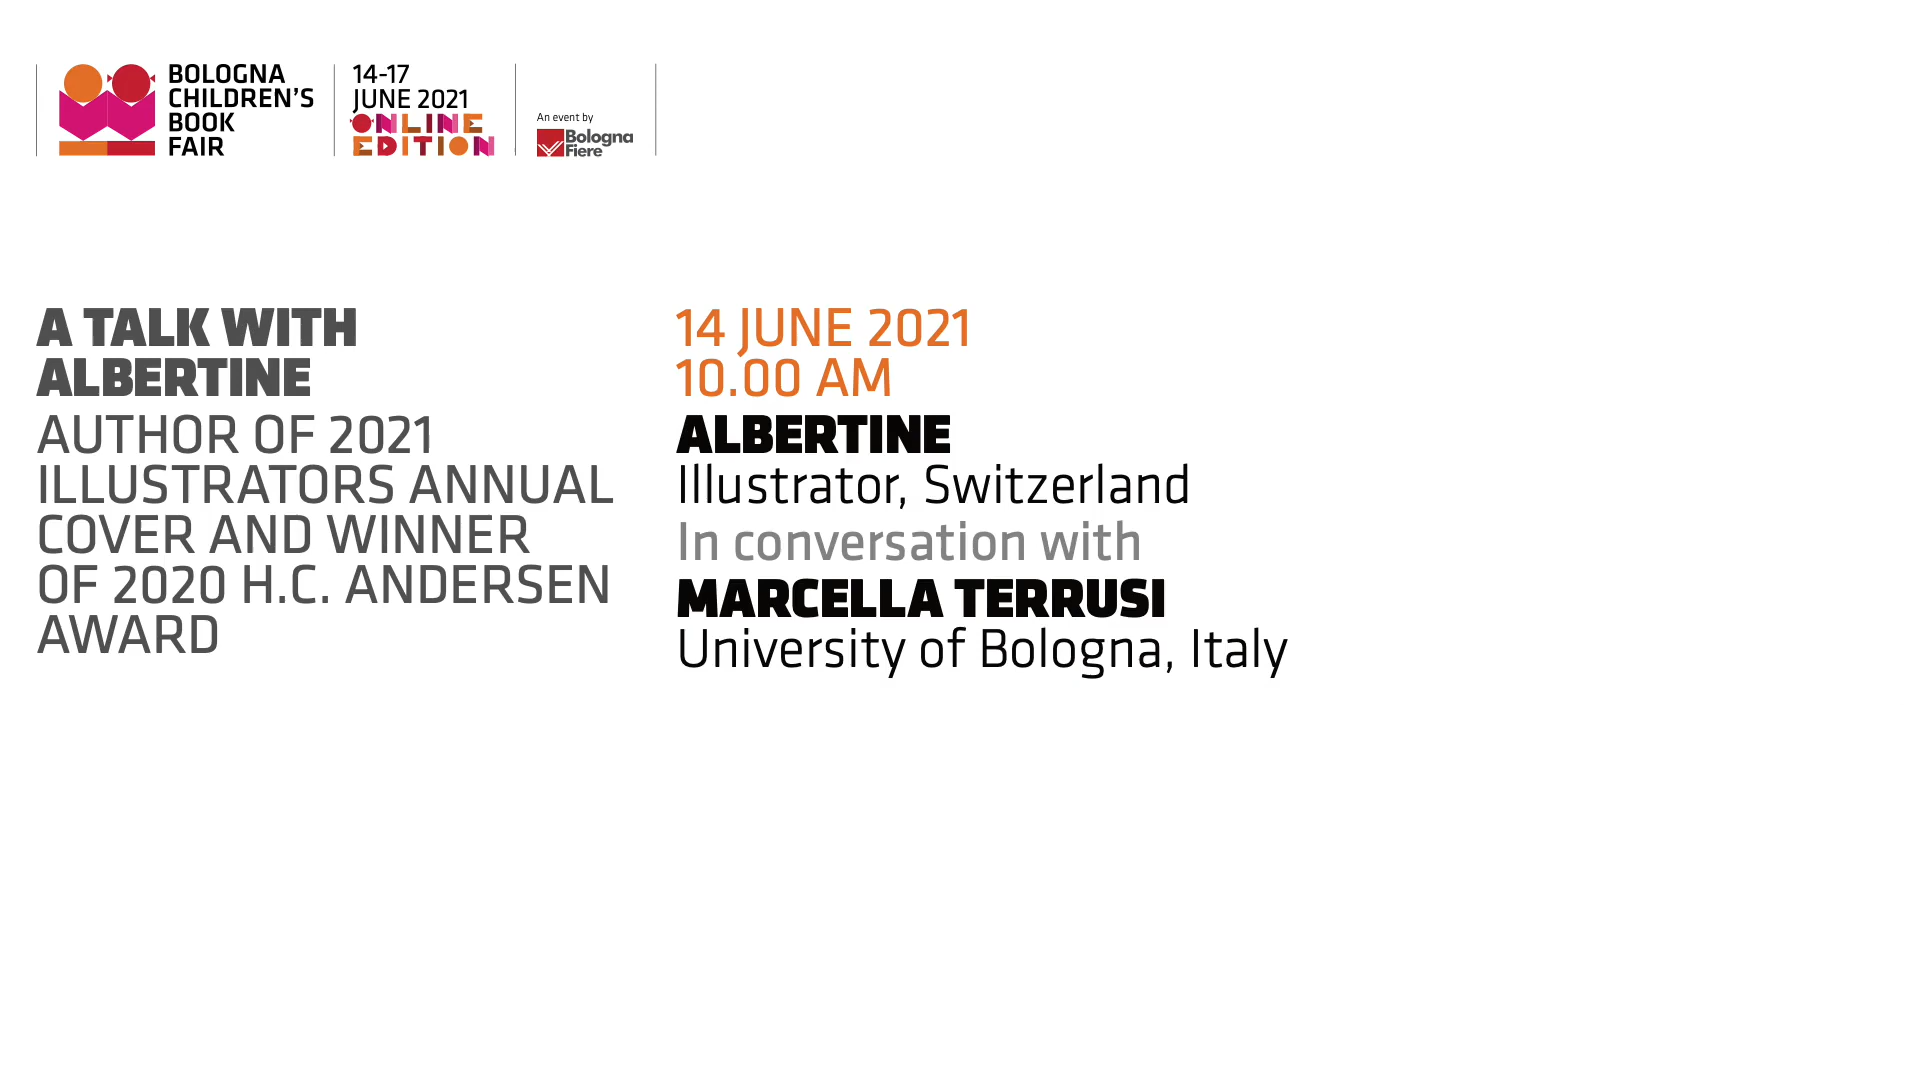 BOLOGNA
CHILDREN'S
BOOK
FAIR
14-17
JUNE 2021
ONLINE
EDITION
An event by
Bologna
Fiere
A TALK WITH
ALBERTINE
AUTHOR OF 2021
ILLUSTRATORS ANNUAL
COVER AND WINNER
OF 2020 H.C. ANDERSEN
AWARD
14 JUNE 2021
10.00 AM
ALBERTINE
Illustrator, Switzerland
In conversation with
MARCELLA TERRUSI
University of Bologna, Italy